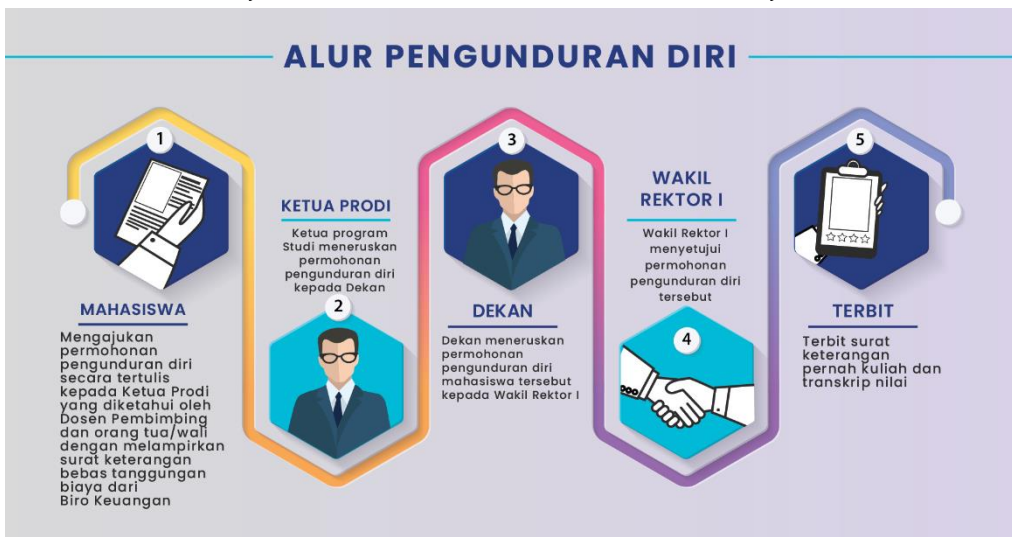 ALUR PENGUNDURAN DIRI
1
MAHASISWA
Mengajukan
permohonan
pengunduran diri
secara tertulis
kepada Ketua Prodi
yang diketahui oleh
Dosen Pembimbing
dan orang tua/wali
dengan melampirkan
surat keterangan
bebas tanggungan
biaya dari
Biro Keuangan
KETUA PRODI
Ketua program
Studi meneruskan
permohonan
pengunduran diri
kepada Dekan
2
3
DEKAN
Dekan meneruskan
permohonan
pengunduran diri
mahasiswa tersebut
kepada Wakil Rektor I
WAKIL
REKTOR I
Wakil Rektor I
menyetujui
permohonan
pengunduran diri
tersebut
4
5
TERBIT
Terbit surat
keterangan
pernah kuliah dan
transkrip nilai